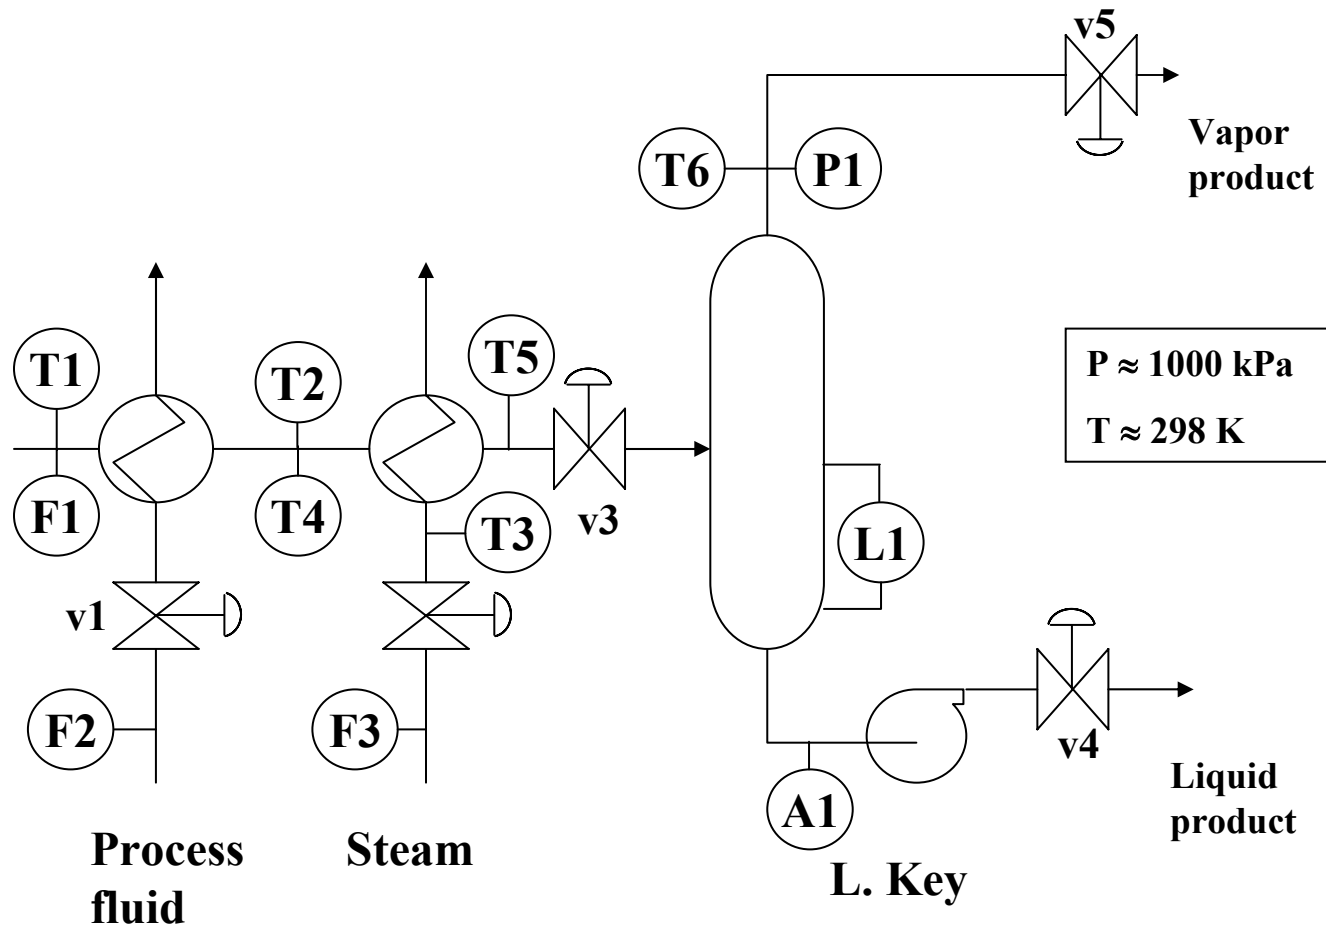 v5
Vapor
product
T6
P1
P ≈ 1000 kPa
T ≈ 298 K
T1
T2
T5
F1
T4
T3
v3
L1
v1
F2
F3
v4
A1
Liquid
product
Process
fluid
Steam
L. Key